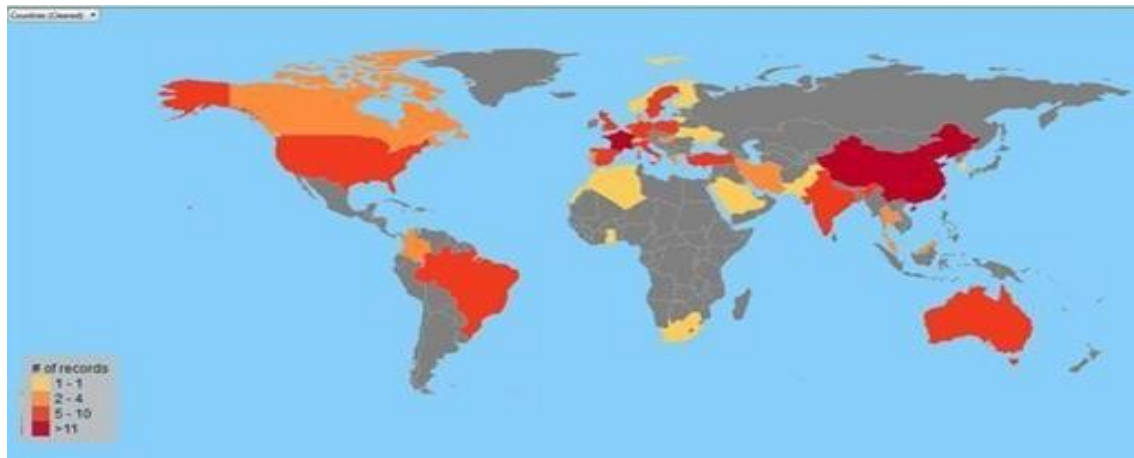 Countries (Cleaned)
# of records
1 - 1
2 - 4
5 - 10
>11